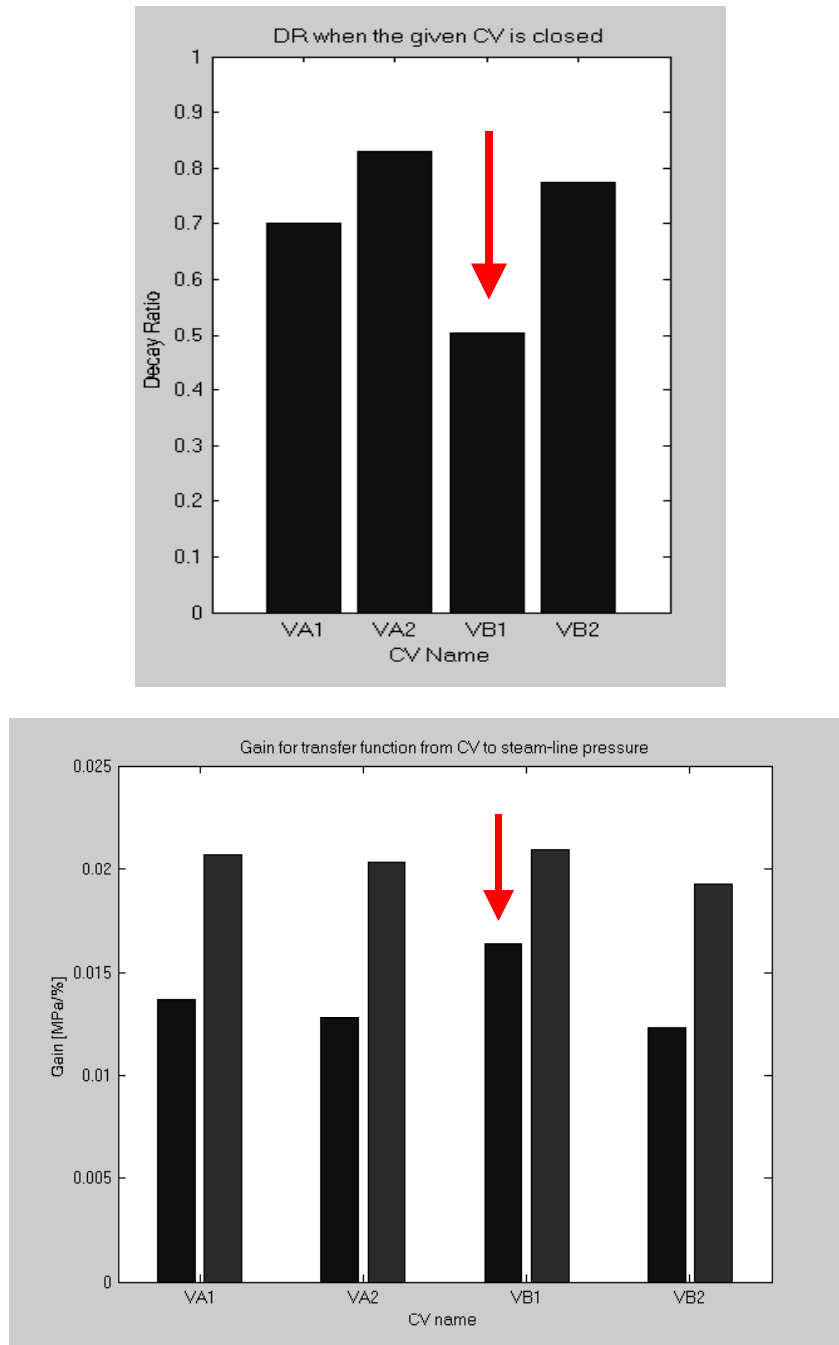 DR when the given CV is closed
1
0.9
0.8
0.7
0.6
0.5
0.4
0.3
0.2
0.1
0
Decay Ratio
VA1 VA2 VB1 VB2
CV Name
Gain for transfer function from CV to steam-line pressure
0.025
0.02
0.015
0.01
0.005
0
Gain [MPa/%]
VA1 VA2 VB1 VB2
CV name